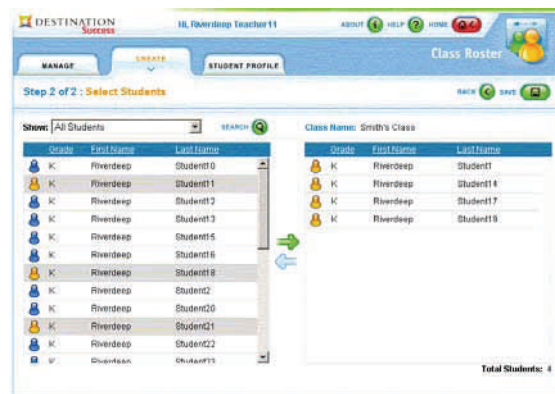 DESTINATION Success
Hi, Riverdeep Teacher11
ABOUT HELP HOME
MANAGE CREATE STUDENT PROFILE
Class Roster
Step 2 of 2 : Select Students
BACK SAVE
Show: All Students SEARCH
Grade First Name Last Name
K Riverdeep Student10
K Riverdeep Student11
K Riverdeep Student12
K Riverdeep Student13
K Riverdeep Student15
K Riverdeep Student16
K Riverdeep Student18
K Riverdeep Student2
K Riverdeep Student20
K Riverdeep Student21
K Riverdeep Student22
K Riverdeep Student23
Class Name: Smith's Class
Grade First Name Last Name
K Riverdeep Student1
K Riverdeep Student14
K Riverdeep Student17
K Riverdeep Student19
Total Students: 4